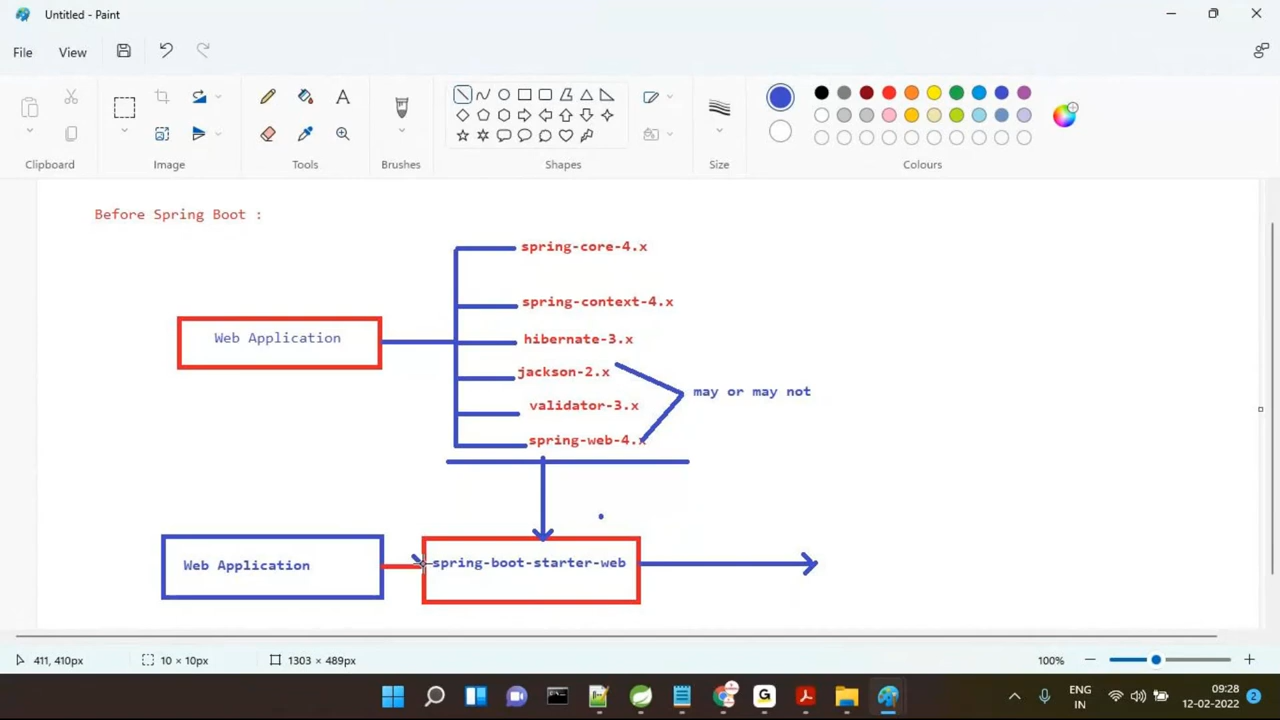 Untitled - Paint
File View
Clipboard Image Tools Brushes Shapes Size Colours
Before Spring Boot :
spring-core-4.x
spring-context-4.x
Web Application
hibernate-3.x
jackson-2.x
may or may not
validator-3.x
spring-web-4.x
Web Application
spring-boot-starter-web
411, 410px 10 × 10px 1303 × 489px 100%
ENG 09:28
IN 12-02-2022 2